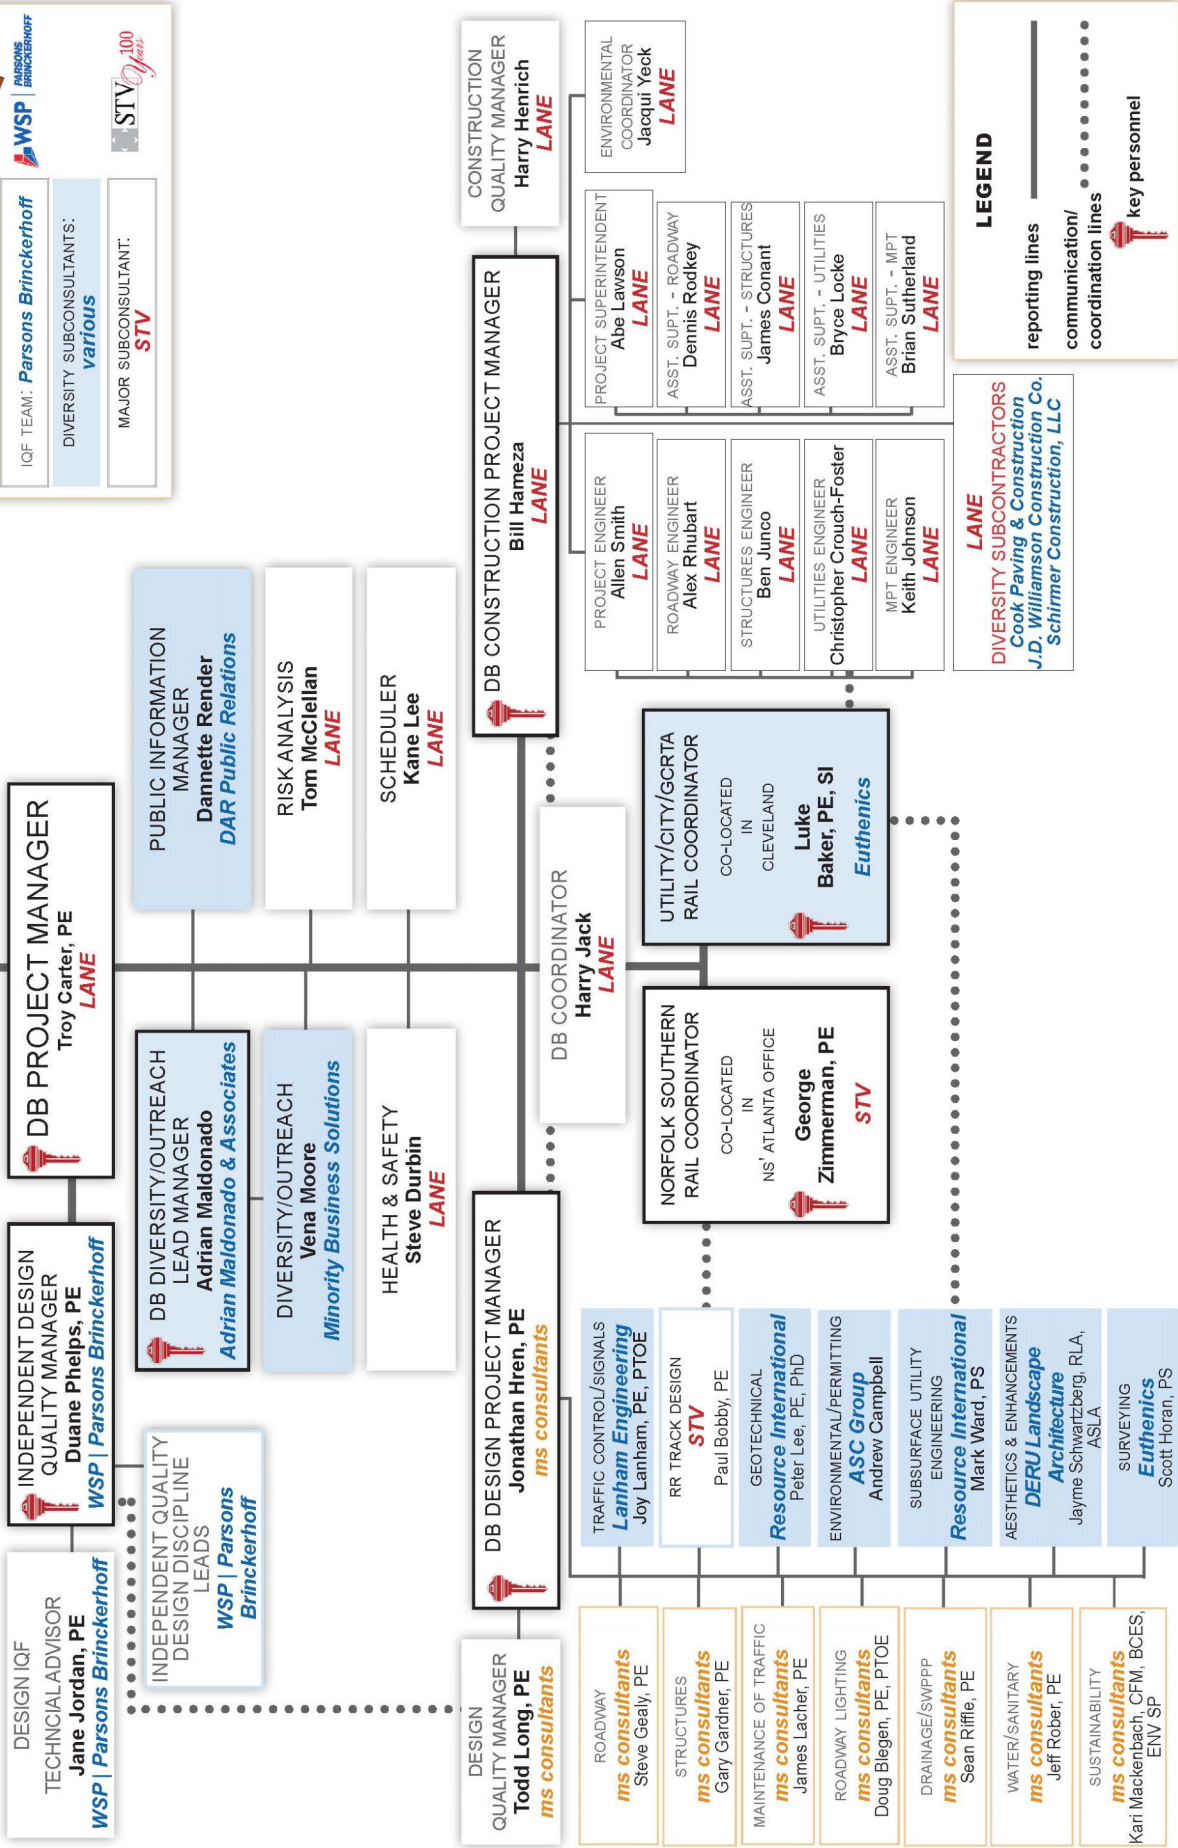 IQF TEAM: Parsons Brinckerhoff
DIVERSITY SUBCONSULTANTS:
various
MAJOR SUBCONSULTANT:
STV
WSP
PARSONS
BRINCKERHOFF
STV
100
Years
DESIGN IQF
TECHNCIAL ADVISOR
Jane Jordan, PE
WSP | Parsons Brinckerhoff
INDEPENDENT DESIGN
QUALITY MANAGER
Duane Phelps, PE
WSP | Parsons Brinckerhoff
DB PROJECT MANAGER
Troy Carter, PE
LANE
INDEPENDENT QUALITY
DESIGN DISCIPLINE
LEADS
WSP | Parsons
Brinckerhoff
DB DIVERSITY/OUTREACH
LEAD MANAGER
Adrian Maldonado
Adrian Maldonado & Associates
PUBLIC INFORMATION
MANAGER
Dannette Render
DAR Public Relations
DIVERSITY/OUTREACH
Vena Moore
Minority Business Solutions
RISK ANALYSIS
Tom McClellan
LANE
HEALTH & SAFETY
Steve Durbin
LANE
SCHEDULER
Kane Lee
LANE
DESIGN
QUALITY MANAGER
Todd Long, PE
ms consultants
DB DESIGN PROJECT MANAGER
Jonathan Hren, PE
ms consultants
DB CONSTRUCTION PROJECT MANAGER
Bill Hameza
LANE
CONSTRUCTION
QUALITY MANAGER
Harry Henrich
LANE
DB COORDINATOR
Harry Jack
LANE
ROADWAY
ms consultants
Steve Gealy, PE
STRUCTURES
ms consultants
Gary Gardner, PE
MAINTENANCE OF TRAFFIC
ms consultants
James Lacher, PE
ROADWAY LIGHTING
ms consultants
Doug Blegen, PE, PTOE
DRAINAGE/SWPPP
ms consultants
Sean Riffle, PE
WATER/SANITARY
ms consultants
Jeff Rober, PE
SUSTAINABILITY
ms consultants
Kari Mackenbach, CFM, BCES,
ENV SP
TRAFFIC CONTROL/SIGNALS
Lanham Engineering
Joy Lanham, PE, PTOE
RR TRACK DESIGN
STV
Paul Bobby, PE
GEOTECHNICAL
Resource International
Peter Lee, PE, PhD
ENVIRONMENTAL/PERMITTING
ASC Group
Andrew Campbell
SUBSURFACE UTILITY
ENGINEERING
Resource International
Mark Ward, PS
AESTHETICS & ENHANCEMENTS
DERU Landscape
Architecture
Jayme Schwartzberg, RLA,
ASLA
SURVEYING
Euthenics
Scott Horan, PS
NORFOLK SOUTHERN
RAIL COORDINATOR
CO-LOCATED
IN
NS' ATLANTA OFFICE
George
Zimmerman, PE
STV
UTILITY/CITY/GCRTA
RAIL COORDINATOR
CO-LOCATED
IN
CLEVELAND
Luke
Baker, PE, SI
Euthenics
PROJECT ENGINEER
Allen Smith
LANE
ROADWAY ENGINEER
Alex Rhubart
LANE
STRUCTURES ENGINEER
Ben Junco
LANE
UTILITIES ENGINEER
Christopher Crouch-Foster
LANE
MPT ENGINEER
Keith Johnson
LANE
PROJECT SUPERINTENDENT
Abe Lawson
LANE
ASST. SUPT. - ROADWAY
Dennis Rodkey
LANE
ASST. SUPT. - STRUCTURES
James Conant
LANE
ASST. SUPT. - UTILITIES
Bryce Locke
LANE
ASST. SUPT. - MPT
Brian Sutherland
LANE
ENVIRONMENTAL
COORDINATOR
Jacqui Yeck
LANE
LANE
DIVERSITY SUBCONTRACTORS
Cook Paving & Construction
J.D. Williamson Construction Co.
Schirmer Construction, LLC
LEGEND
reporting lines
communication/
coordination lines
key personnel